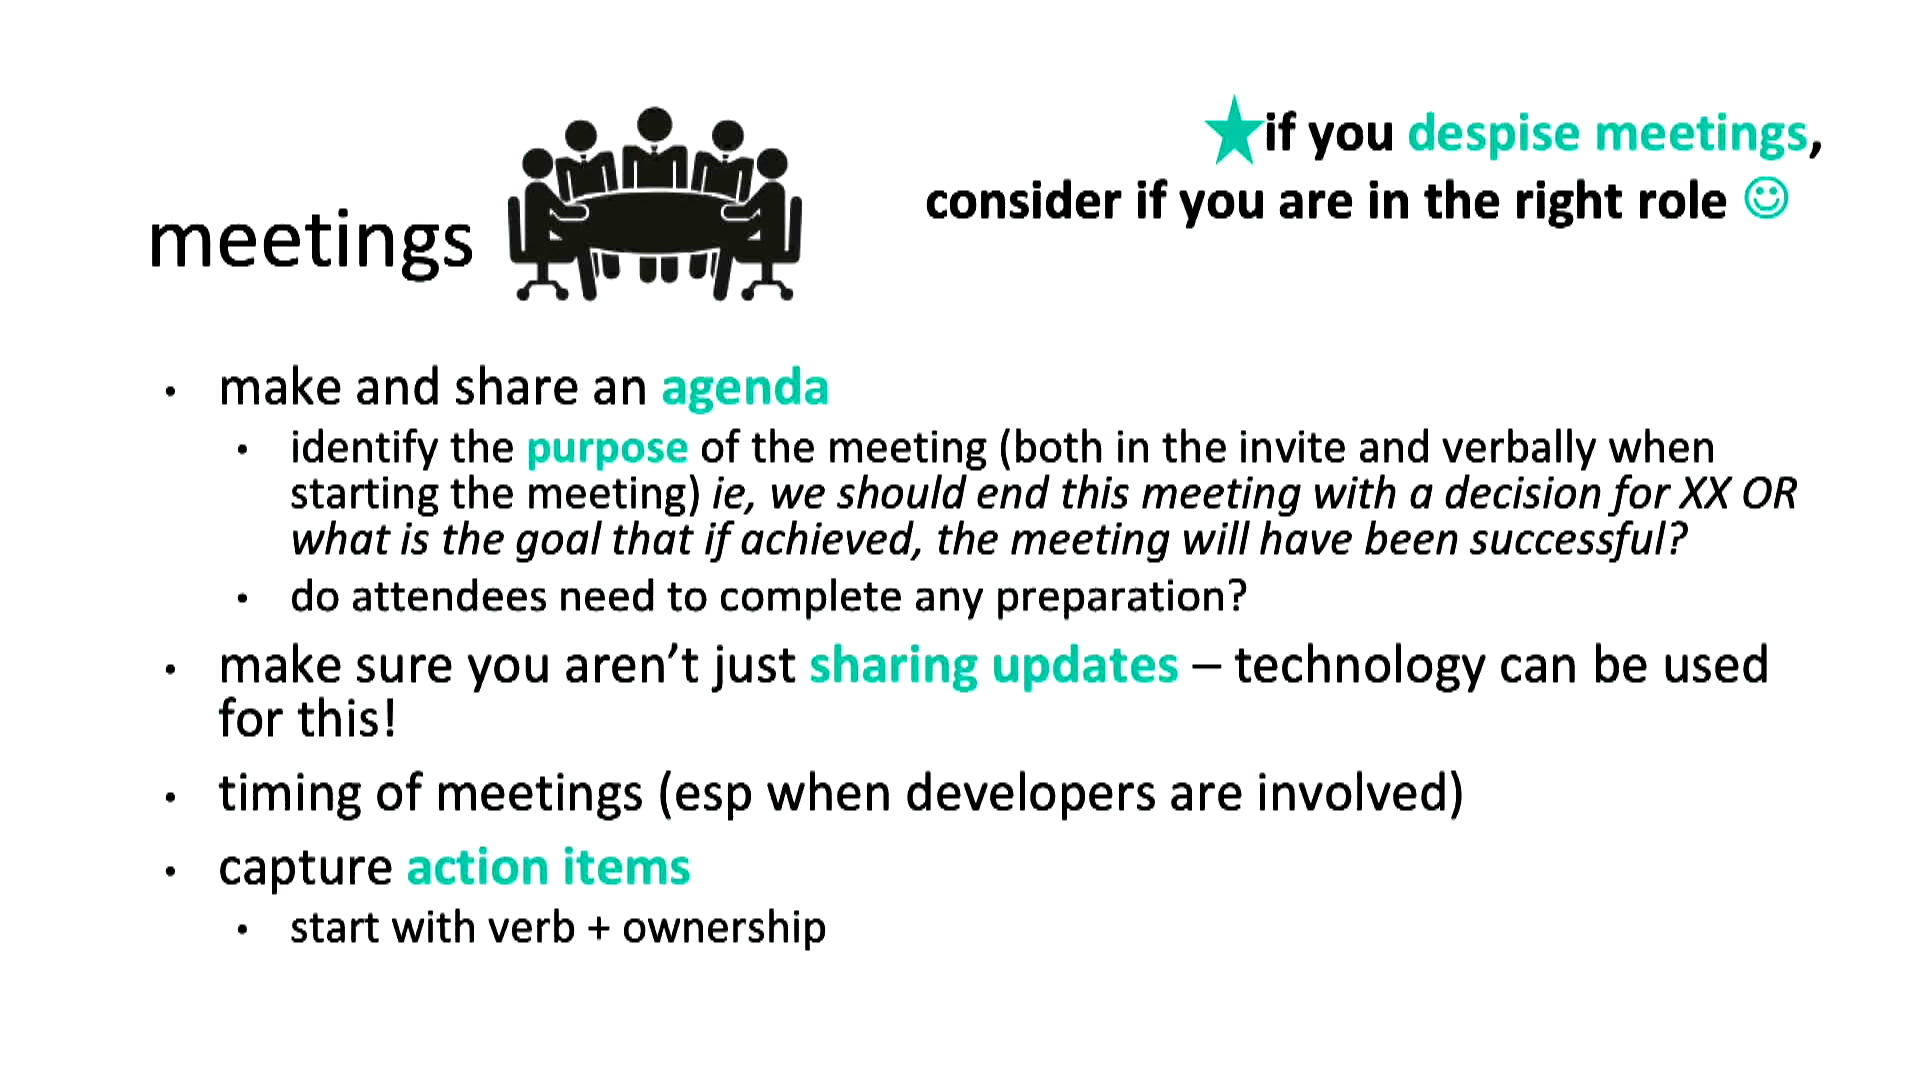 meetings
if you despise meetings,
consider if you are in the right role ☺
• make and share an agenda
• identify the purpose of the meeting (both in the invite and verbally when
starting the meeting) ie, we should end this meeting with a decision for XX OR
what is the goal that if achieved, the meeting will have been successful?
• do attendees need to complete any preparation?
• make sure you aren’t just sharing updates – technology can be used
for this!
• timing of meetings (esp when developers are involved)
• capture action items
• start with verb + ownership